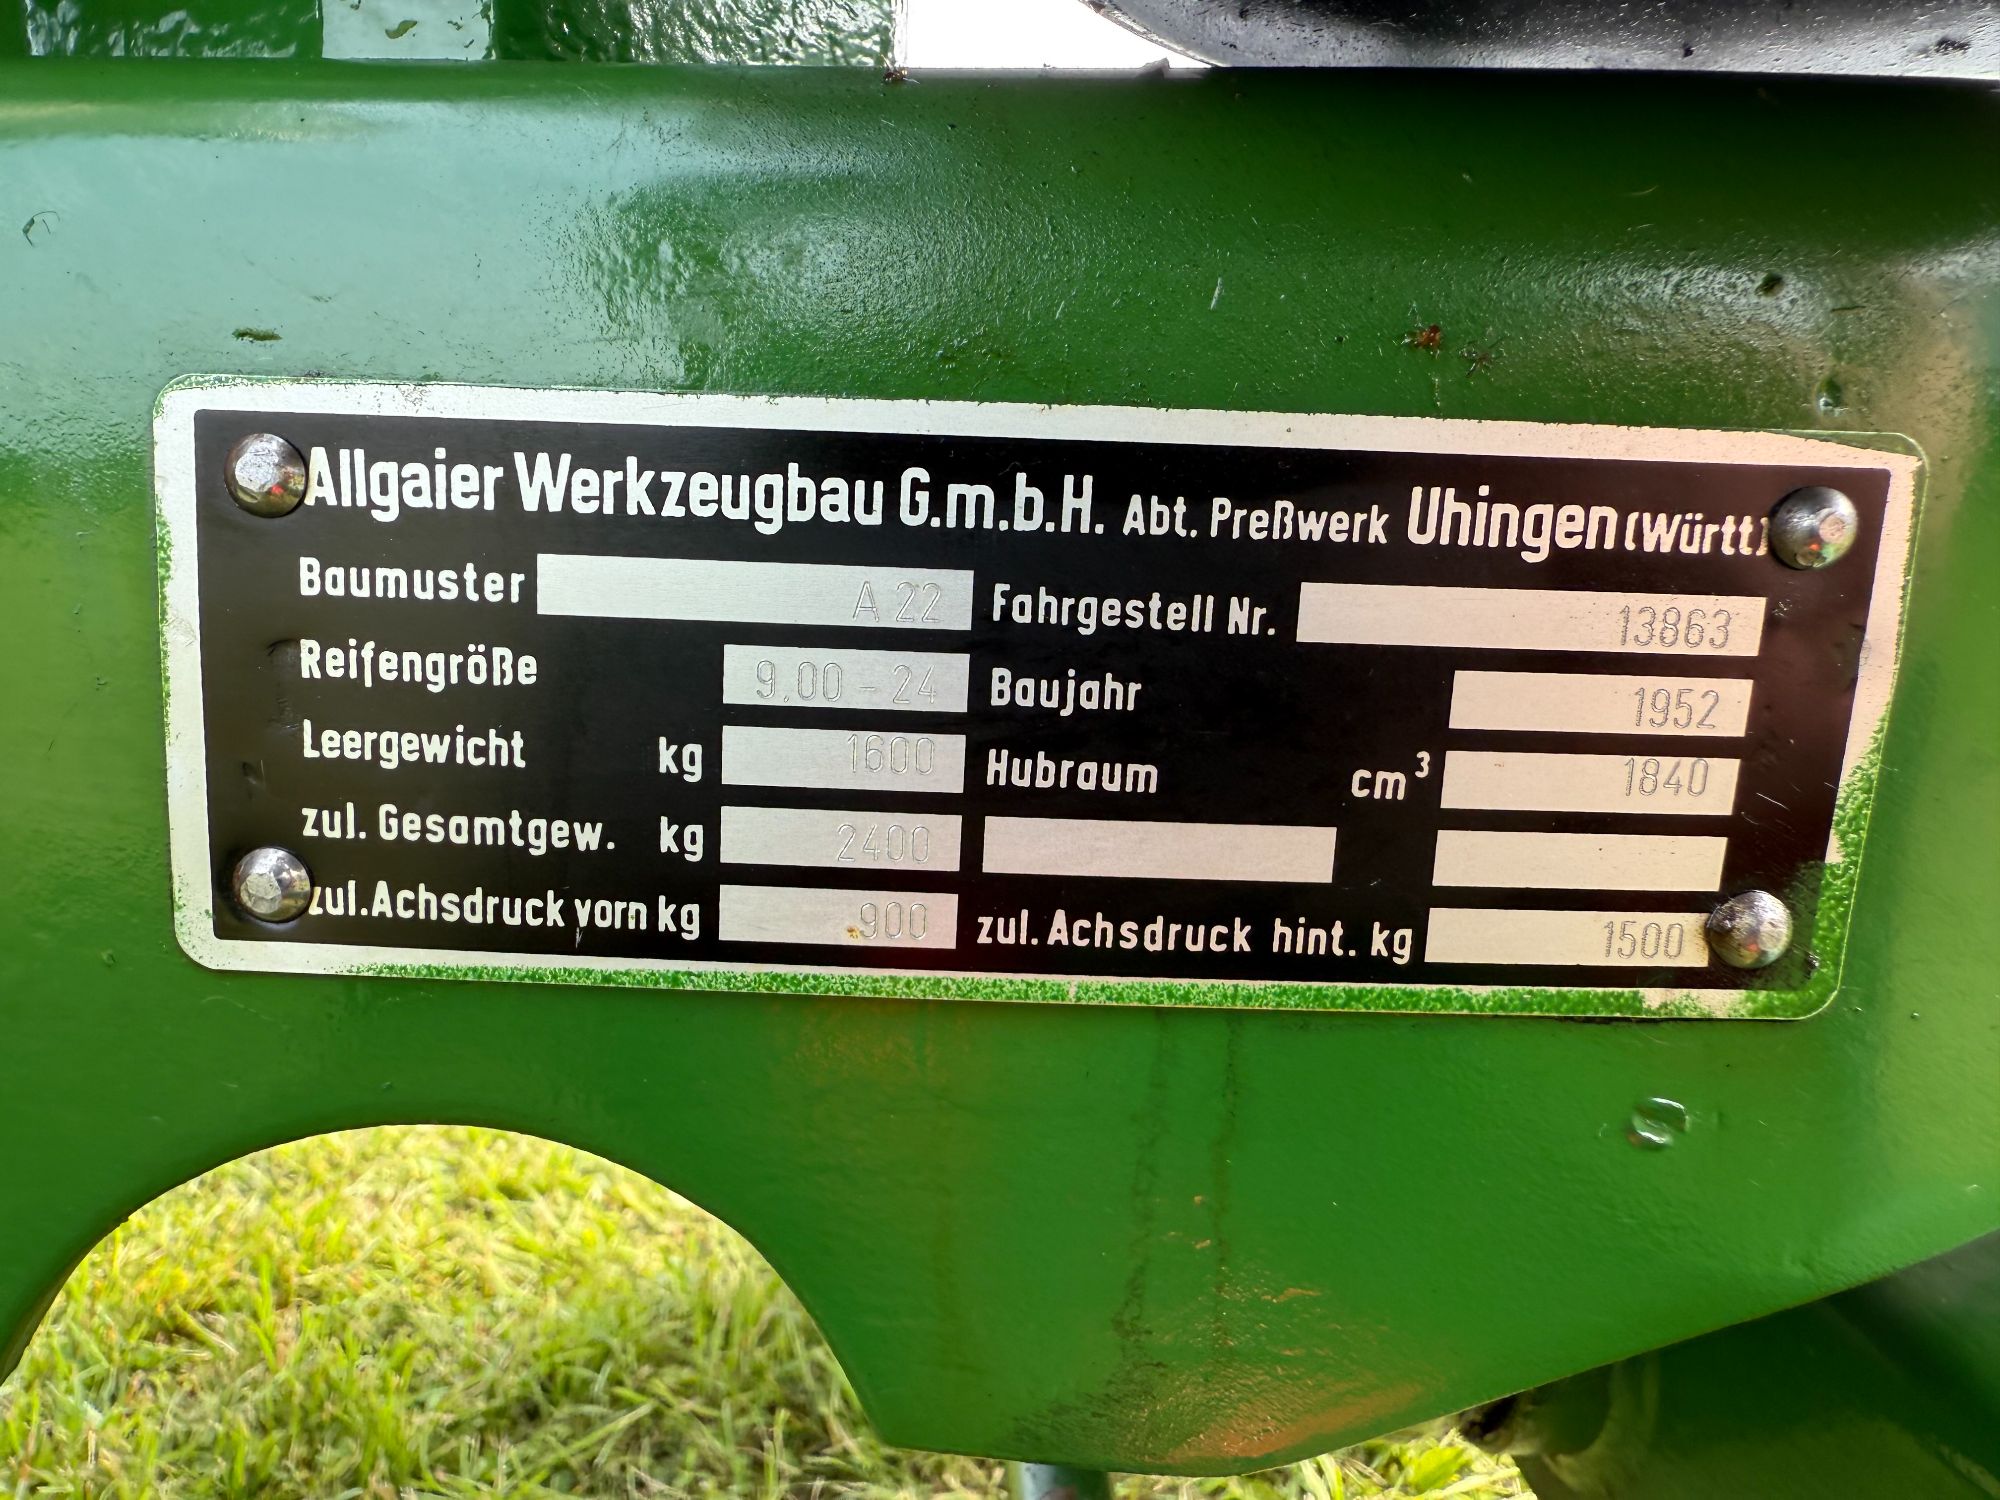 Allgaier Werkzeugbau G.m.b.H. Abt. Preßwerk Uhingen (Württ)
Baumuster A 22 Fahrgestell Nr. 13863
Reifengröße 9.00 - 24 Baujahr 1952
Leergewicht kg 1600 Hubraum cm³ 1840
zul. Gesamtgew. kg 2400
zul. Achsdruck vorn kg 900 zul. Achsdruck hint. kg 1500